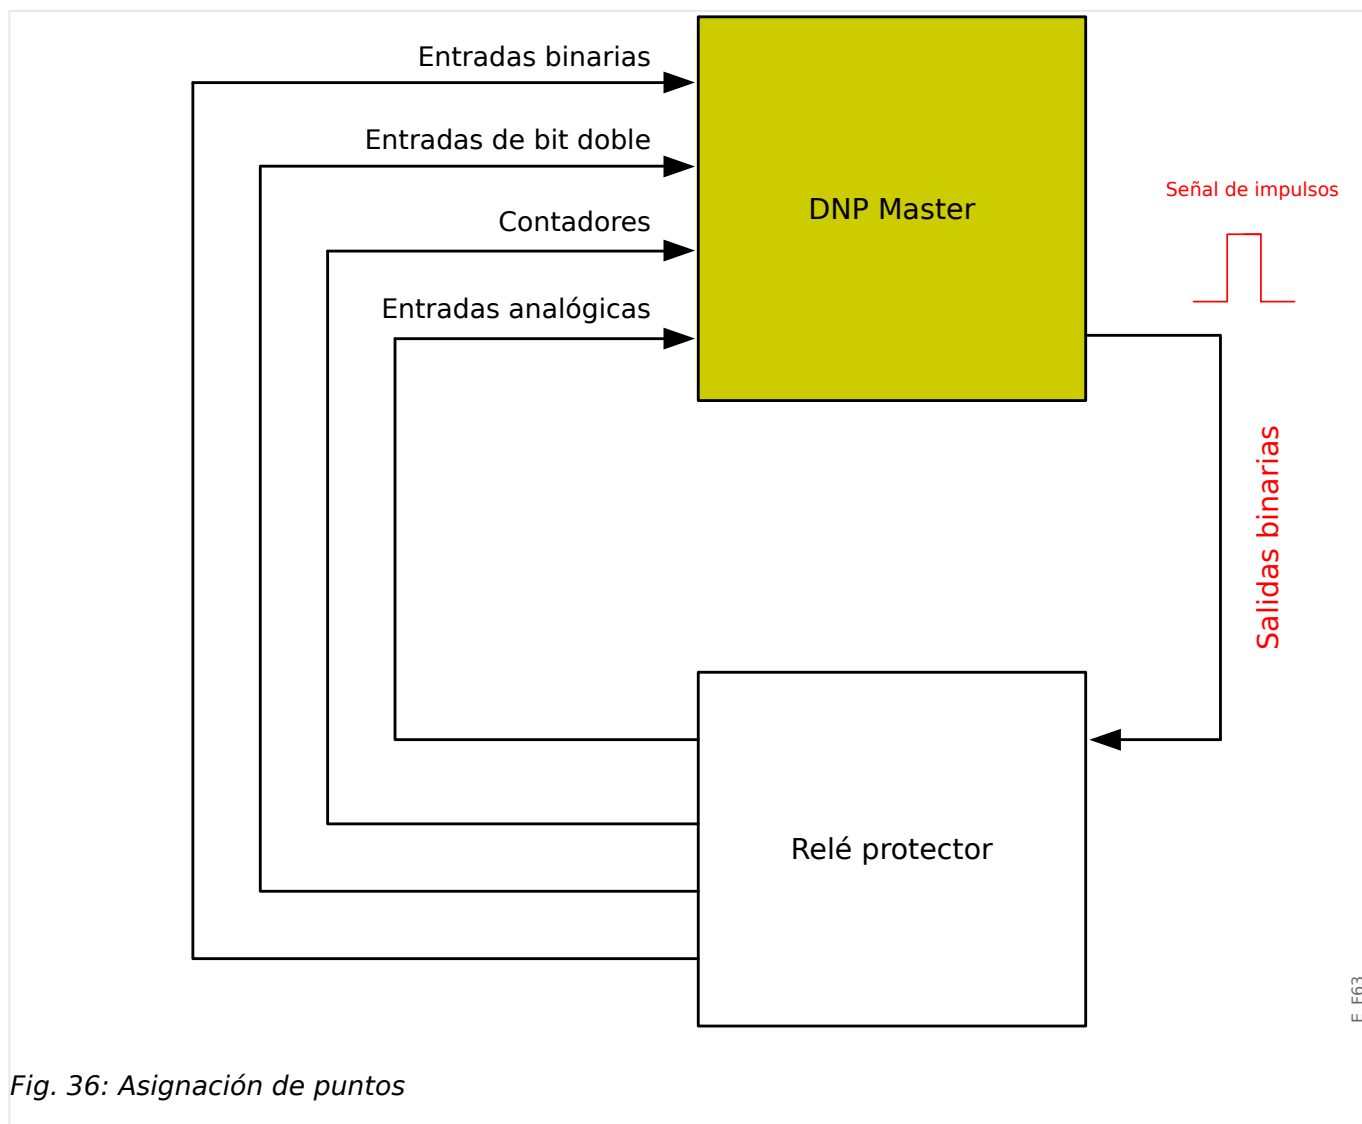 Entradas binarias
Entradas de bit doble
Contadores
Entradas analógicas
DNP Master
Señal de impulsos
Salidas binarias
Relé protector
Fig. 36: Asignación de puntos